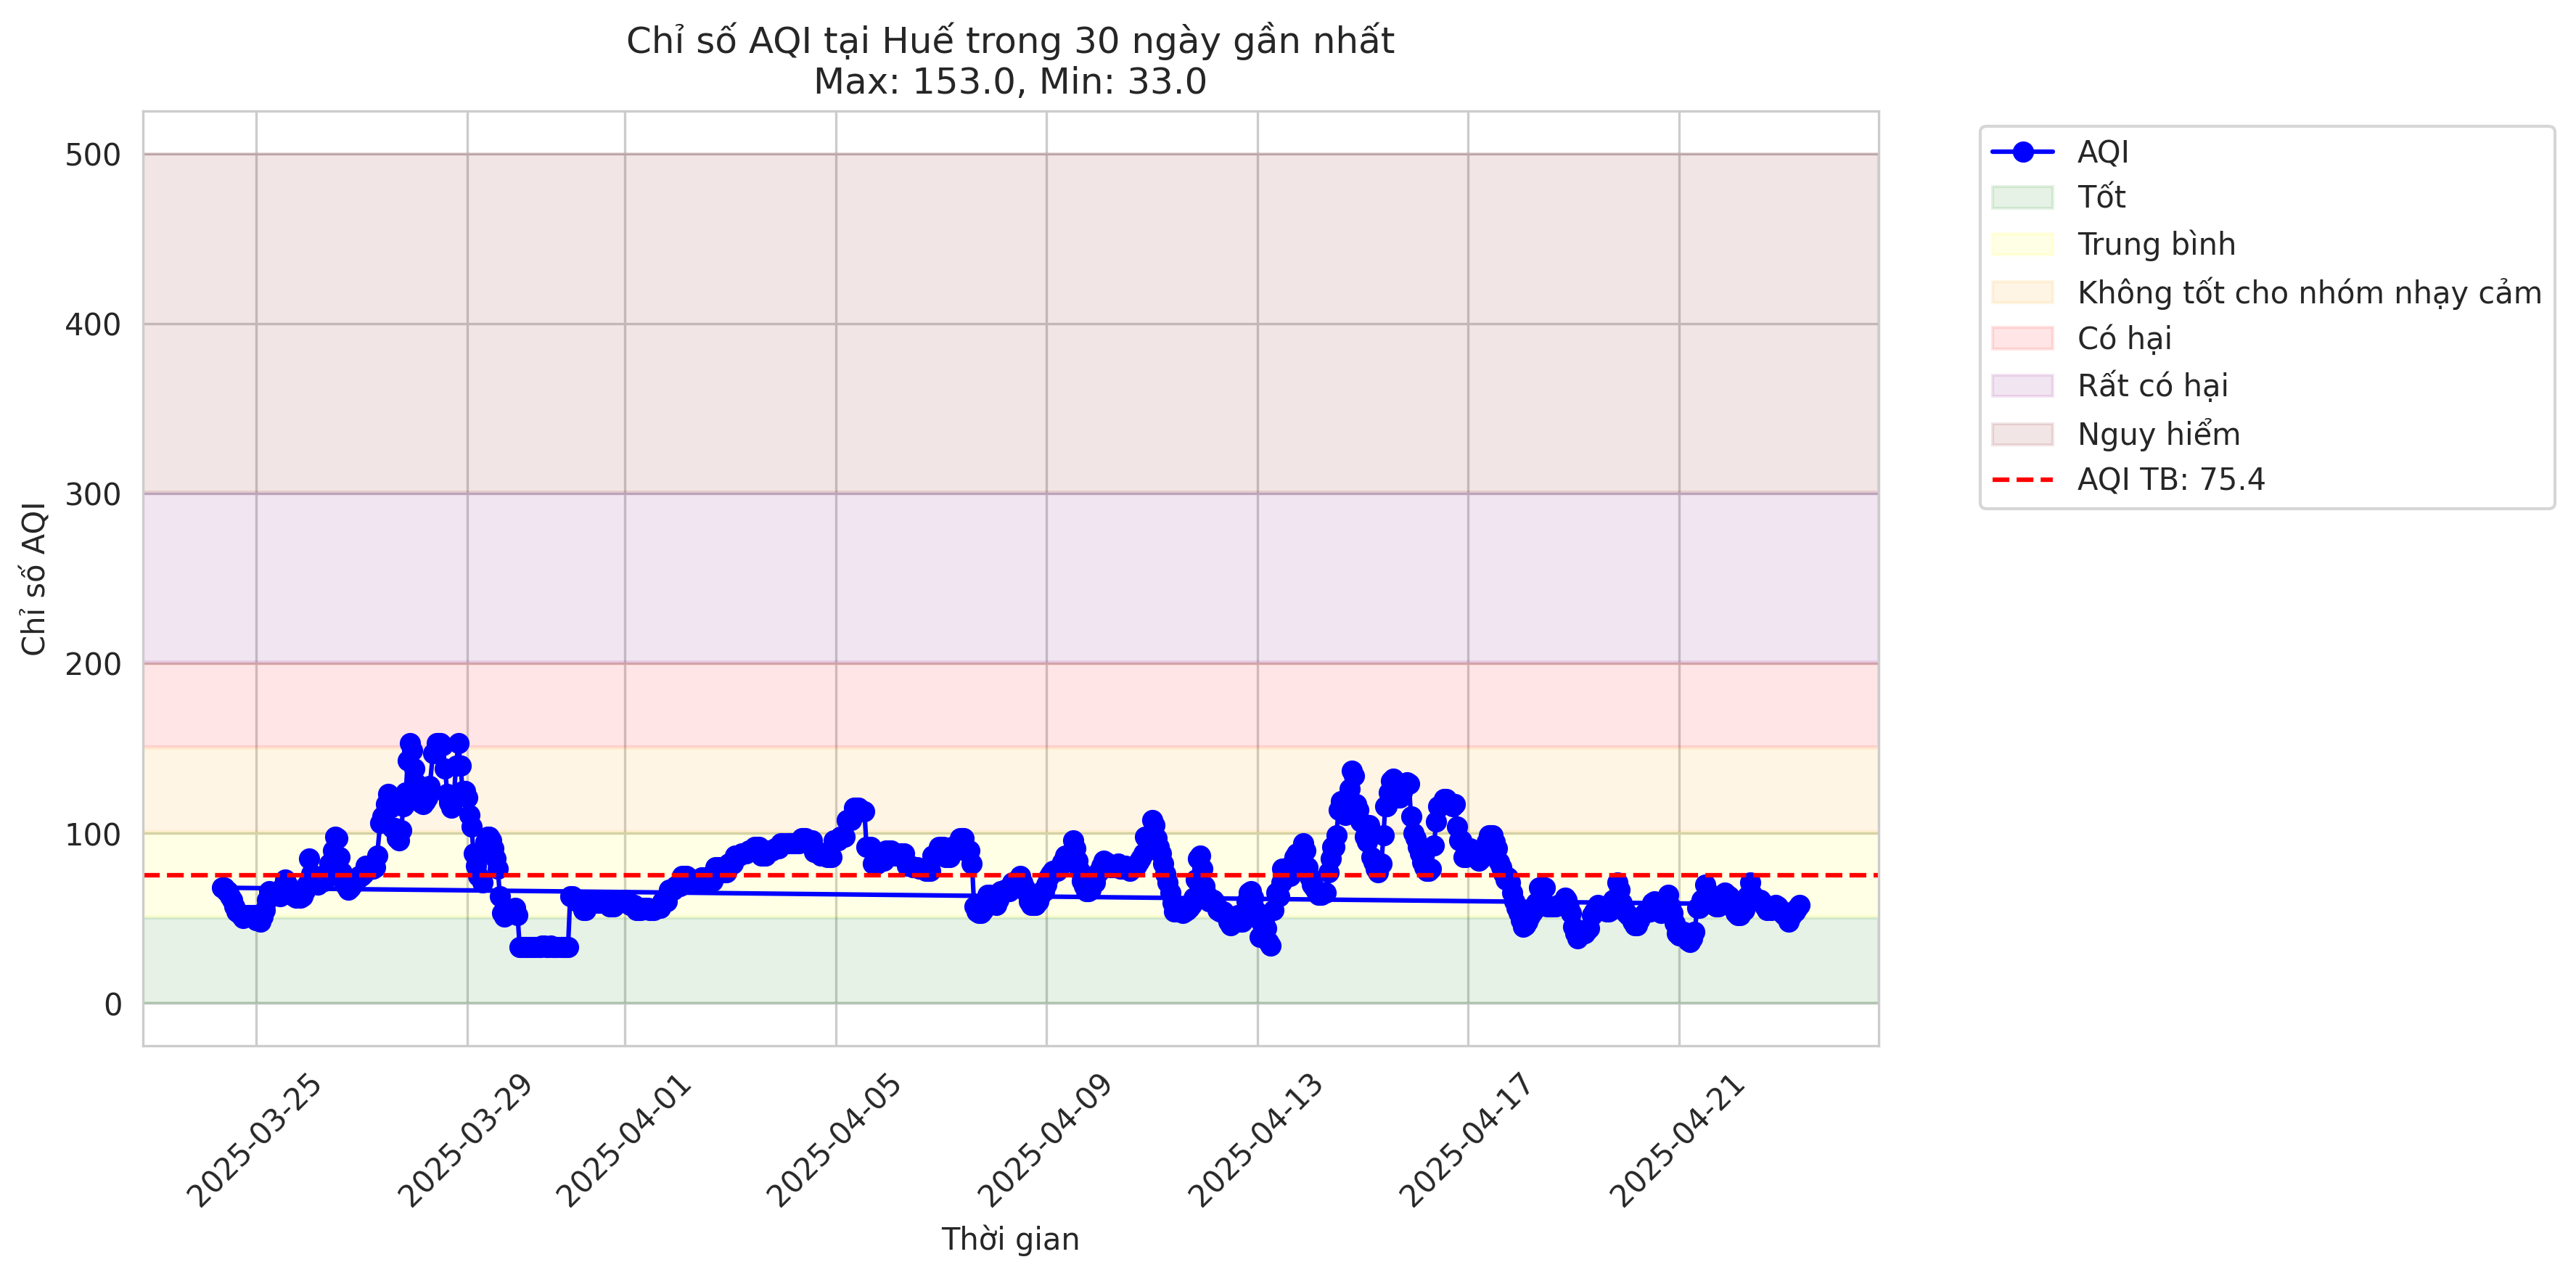 Chỉ số AQI tại Huế trong 30 ngày gần nhất
Max: 153.0, Min: 33.0
Chỉ số AQI
500
400
300
200
100
0
2025-03-25
2025-03-29
2025-04-01
2025-04-05
2025-04-09
2025-04-13
2025-04-17
2025-04-21
Thời gian
AQI
Tốt
Trung bình
Không tốt cho nhóm nhạy cảm
Có hại
Rất có hại
Nguy hiểm
AQI TB: 75.4